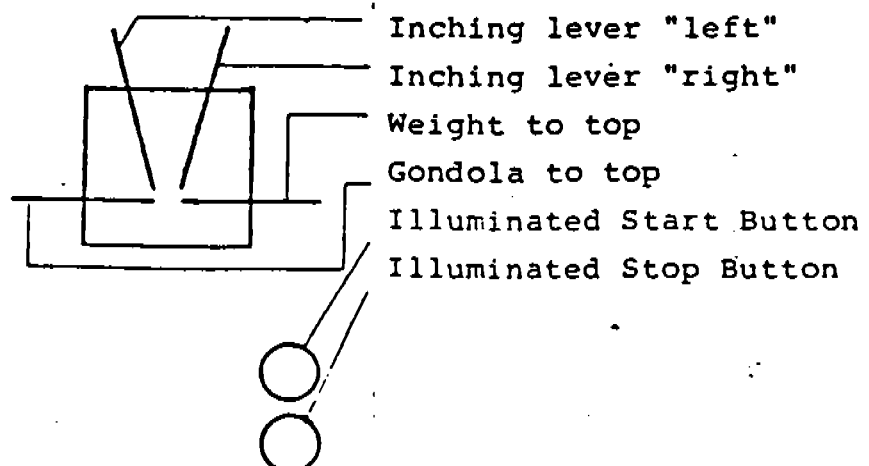 Inching lever "left"
Inching lever "right"
Weight to top
Gondola to top
Illuminated Start Button
Illuminated Stop Button